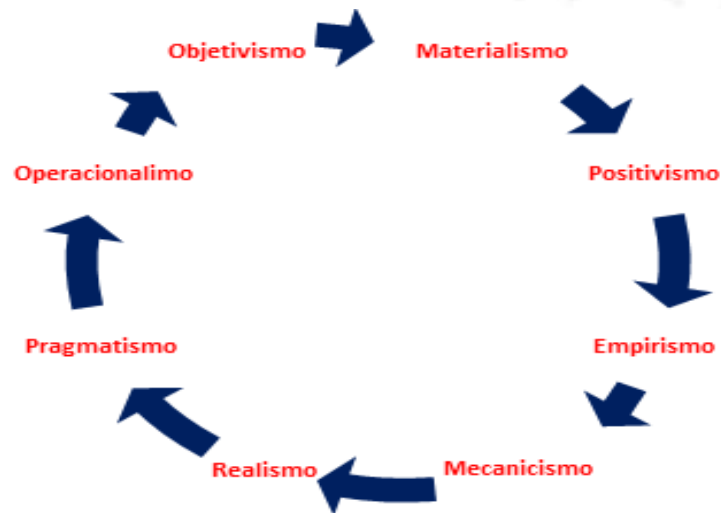 Objetivismo
Materialismo
Operacionalimo
Positivismo
Pragmatismo
Empirismo
Realismo
Mecanicismo